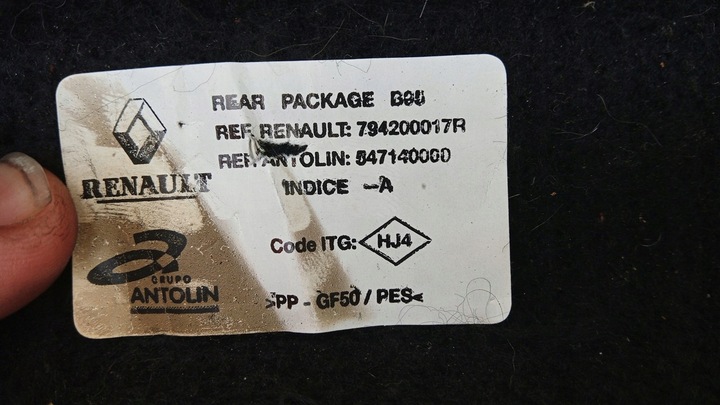 REAR PACKAGE B90
REF RENAULT: 794200017R
REF ANTOLIN: 547140000
INDICE -A
RENAULT
Code ITG: HJ4
GRUPO
ANTOLIN
>PP - GF50 / PES<